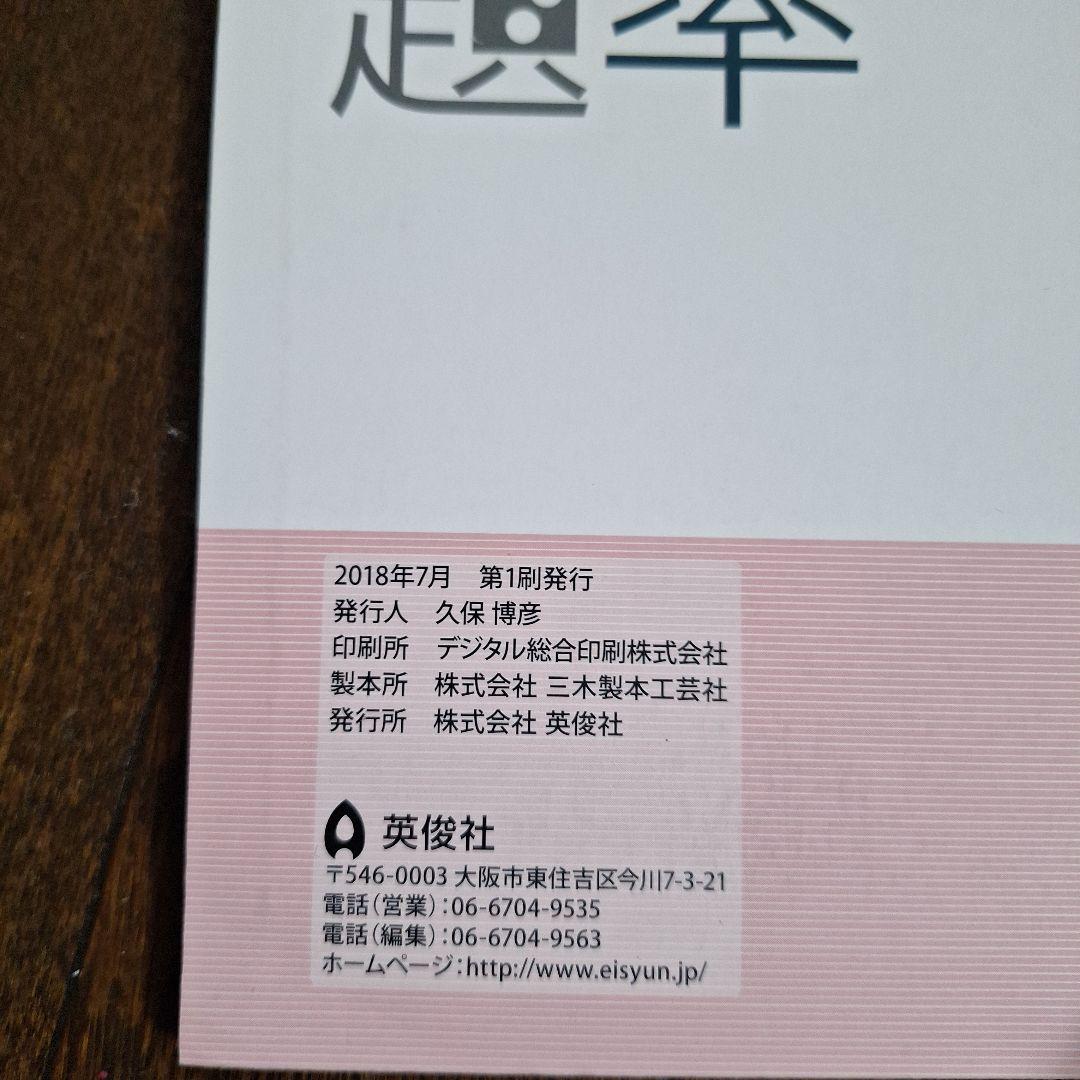 2018年7月　第1刷発行
発行人　久保 博彦
印刷所　デジタル総合印刷株式会社
製本所　株式会社 三木製本工芸社
発行所　株式会社 英俊社
英俊社
〒546-0003 大阪市東住吉区今川7-3-21
電話（営業）：06-6704-9535
電話（編集）：06-6704-9563
ホームページ：http://www.eisyun.jp/